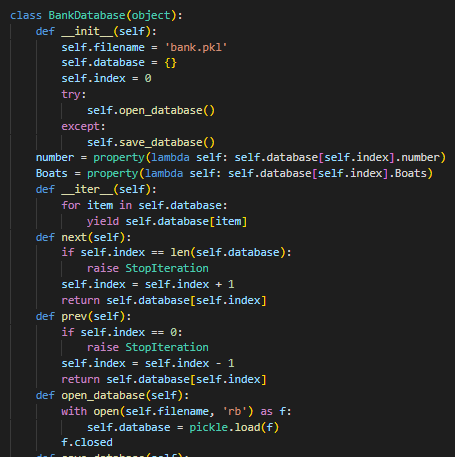 class BankDatabase(object):
    def __init__(self):
        self.filename = 'bank.pkl'
        self.database = {}
        self.index = 0
        try:
            self.open_database()
        except:
            self.save_database()
    number = property(lambda self: self.database[self.index].number)
    Boats = property(lambda self: self.database[self.index].Boats)
    def __iter__(self):
        for item in self.database:
            yield self.database[item]
    def next(self):
        if self.index == len(self.database):
            raise StopIteration
        self.index = self.index + 1
        return self.database[self.index]
    def prev(self):
        if self.index == 0:
            raise StopIteration
        self.index = self.index - 1
        return self.database[self.index]
    def open_database(self):
        with open(self.filename, 'rb') as f:
            self.database = pickle.load(f)
        f.closed
    def save_database(self):